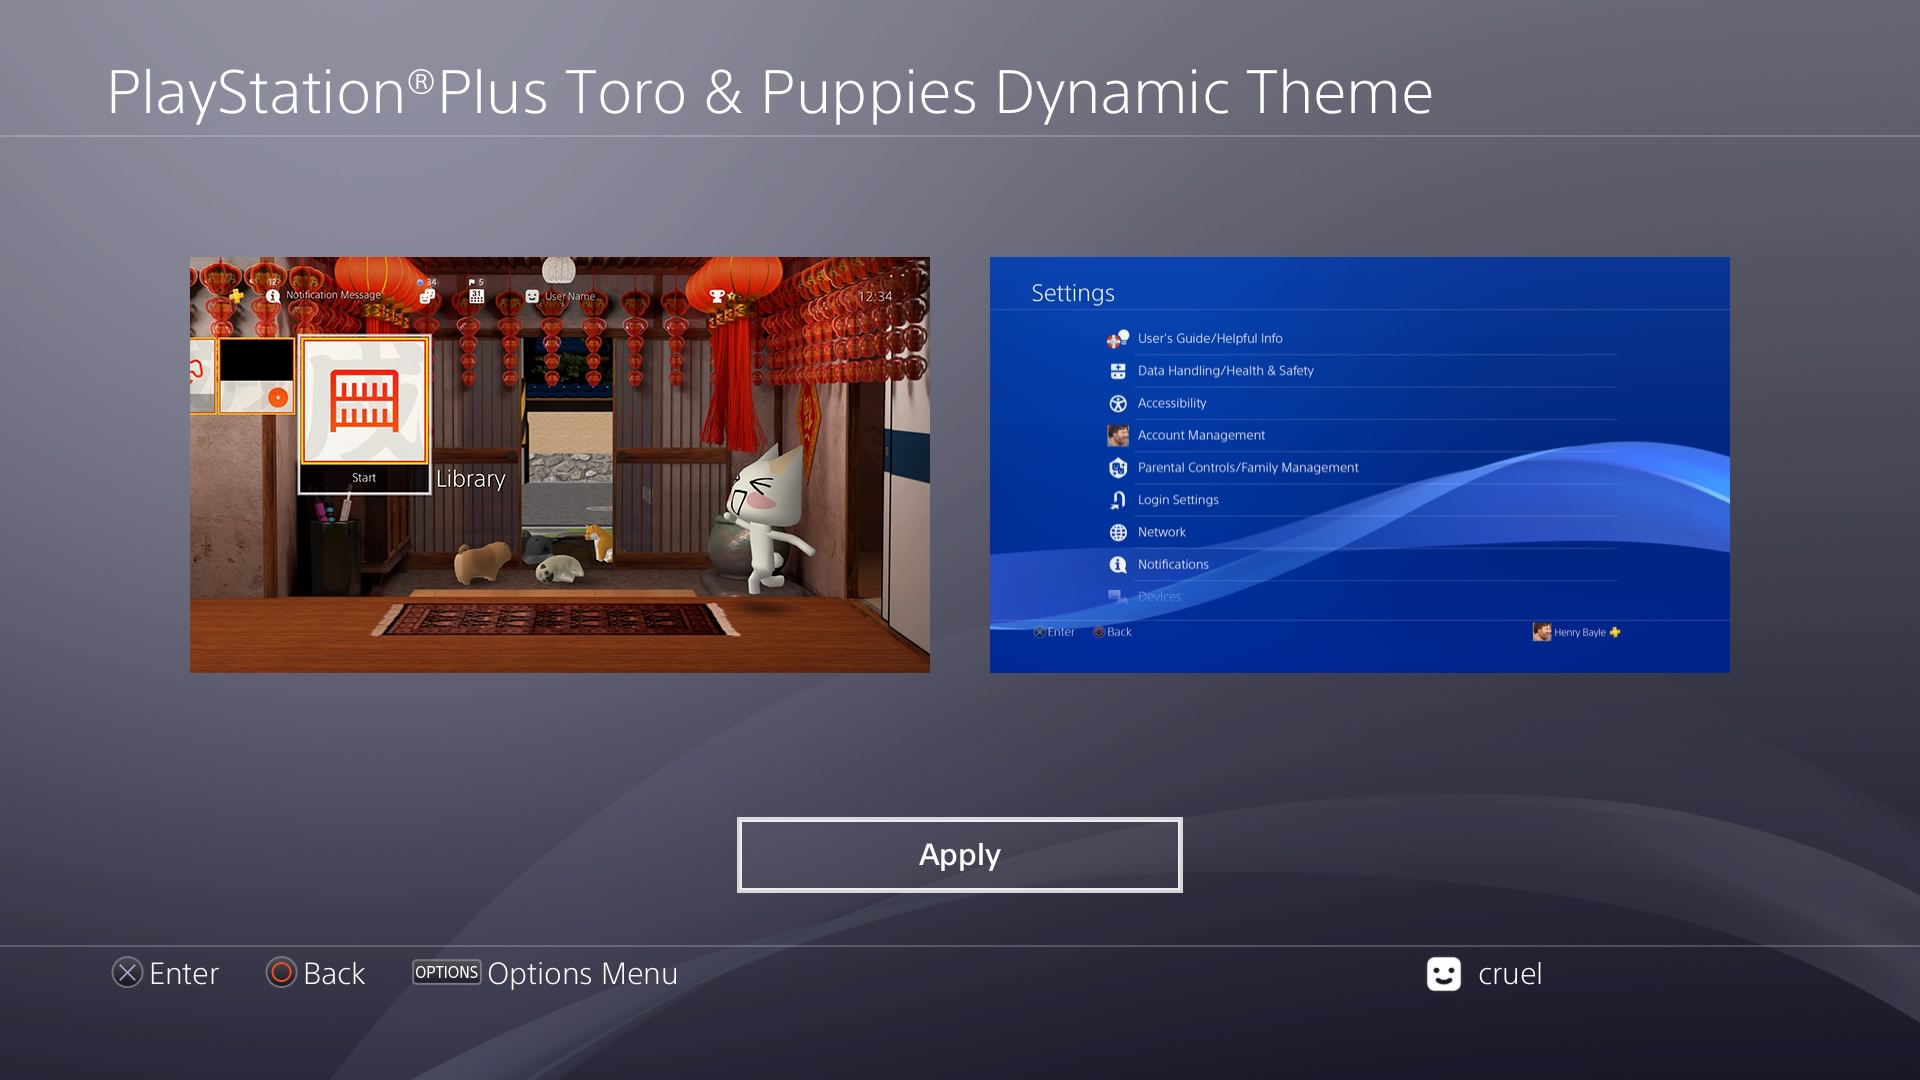 PlayStation®Plus Toro & Puppies Dynamic Theme
12
Notification Message
34
5
31
User Name
12:34
Start
Library
Settings
User's Guide/Helpful Info
Data Handling/Health & Safety
Accessibility
Account Management
Parental Controls/Family Management
Login Settings
Network
Notifications
Devices
Enter
Back
Henry Bayle
Apply
Enter
Back
OPTIONS Options Menu
cruel